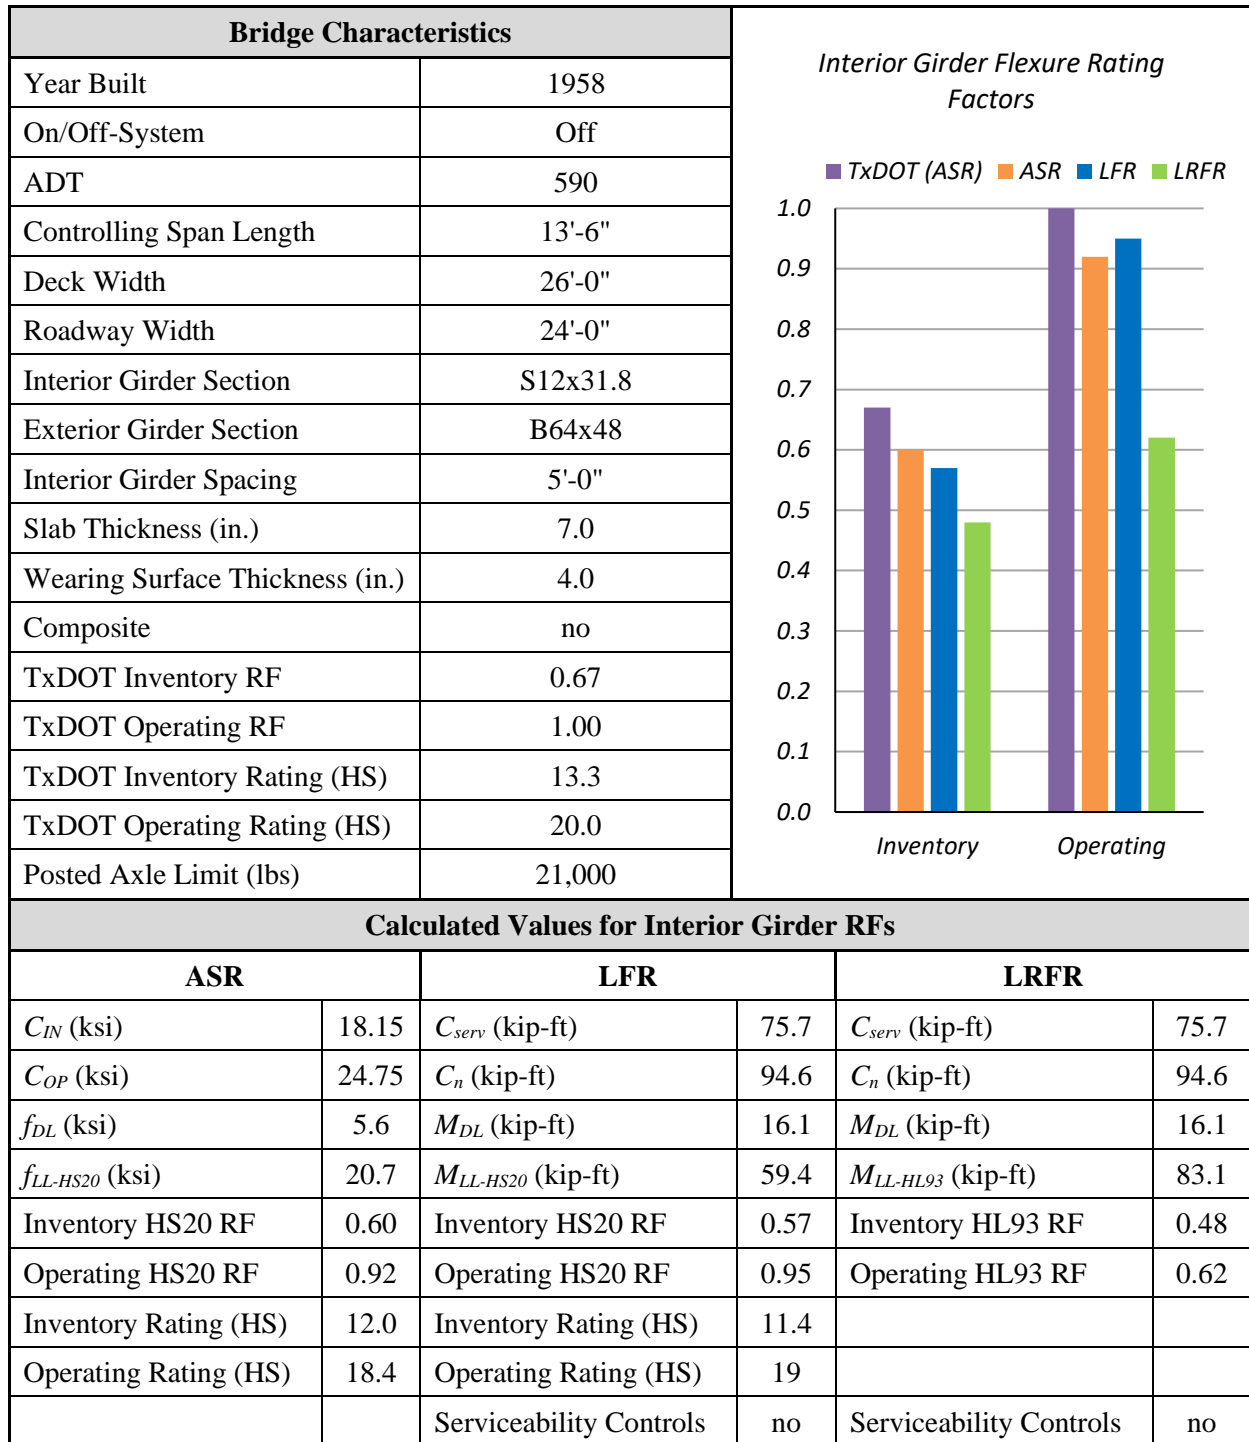 Bridge Characteristics
Year Built 1958
On/Off-System Off
ADT 590
Controlling Span Length 13'-6"
Deck Width 26'-0"
Roadway Width 24'-0"
Interior Girder Section S12x31.8
Exterior Girder Section B64x48
Interior Girder Spacing 5'-0"
Slab Thickness (in.) 7.0
Wearing Surface Thickness (in.) 4.0
Composite no
TxDOT Inventory RF 0.67
TxDOT Operating RF 1.00
TxDOT Inventory Rating (HS) 13.3
TxDOT Operating Rating (HS) 20.0
Posted Axle Limit (lbs) 21,000
Interior Girder Flexure Rating
Factors
TxDOT (ASR) ASR LFR LRFR
1.0
0.9
0.8
0.7
0.6
0.5
0.4
0.3
0.2
0.1
0.0
Inventory Operating
Calculated Values for Interior Girder RFs
ASR LFR LRFR
CIN (ksi) 18.15 Cserv (kip-ft) 75.7 Cserv (kip-ft) 75.7
COP (ksi) 24.75 Cn (kip-ft) 94.6 Cn (kip-ft) 94.6
fDL (ksi) 5.6 MDL (kip-ft) 16.1 MDL (kip-ft) 16.1
fLL-HS20 (ksi) 20.7 MLL-HS20 (kip-ft) 59.4 MLL-HL93 (kip-ft) 83.1
Inventory HS20 RF 0.60 Inventory HS20 RF 0.57 Inventory HL93 RF 0.48
Operating HS20 RF 0.92 Operating HS20 RF 0.95 Operating HL93 RF 0.62
Inventory Rating (HS) 12.0 Inventory Rating (HS) 11.4
Operating Rating (HS) 18.4 Operating Rating (HS) 19
Serviceability Controls no Serviceability Controls no